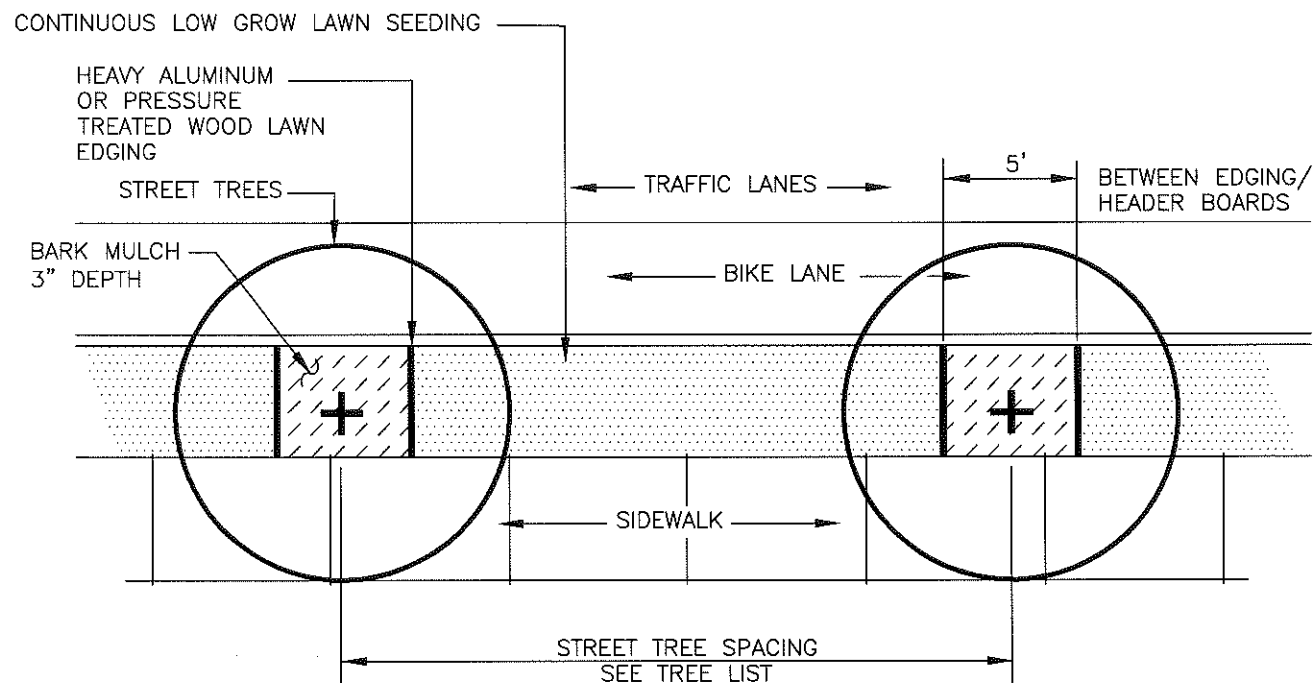 CONTINUOUS LOW GROW LAWN SEEDING
HEAVY ALUMINUM
OR PRESSURE
TREATED WOOD LAWN
EDGING
STREET TREES
BARK MULCH
3" DEPTH
TRAFFIC LANES
5'
BETWEEN EDGING/
HEADER BOARDS
BIKE LANE
SIDEWALK
STREET TREE SPACING
SEE TREE LIST